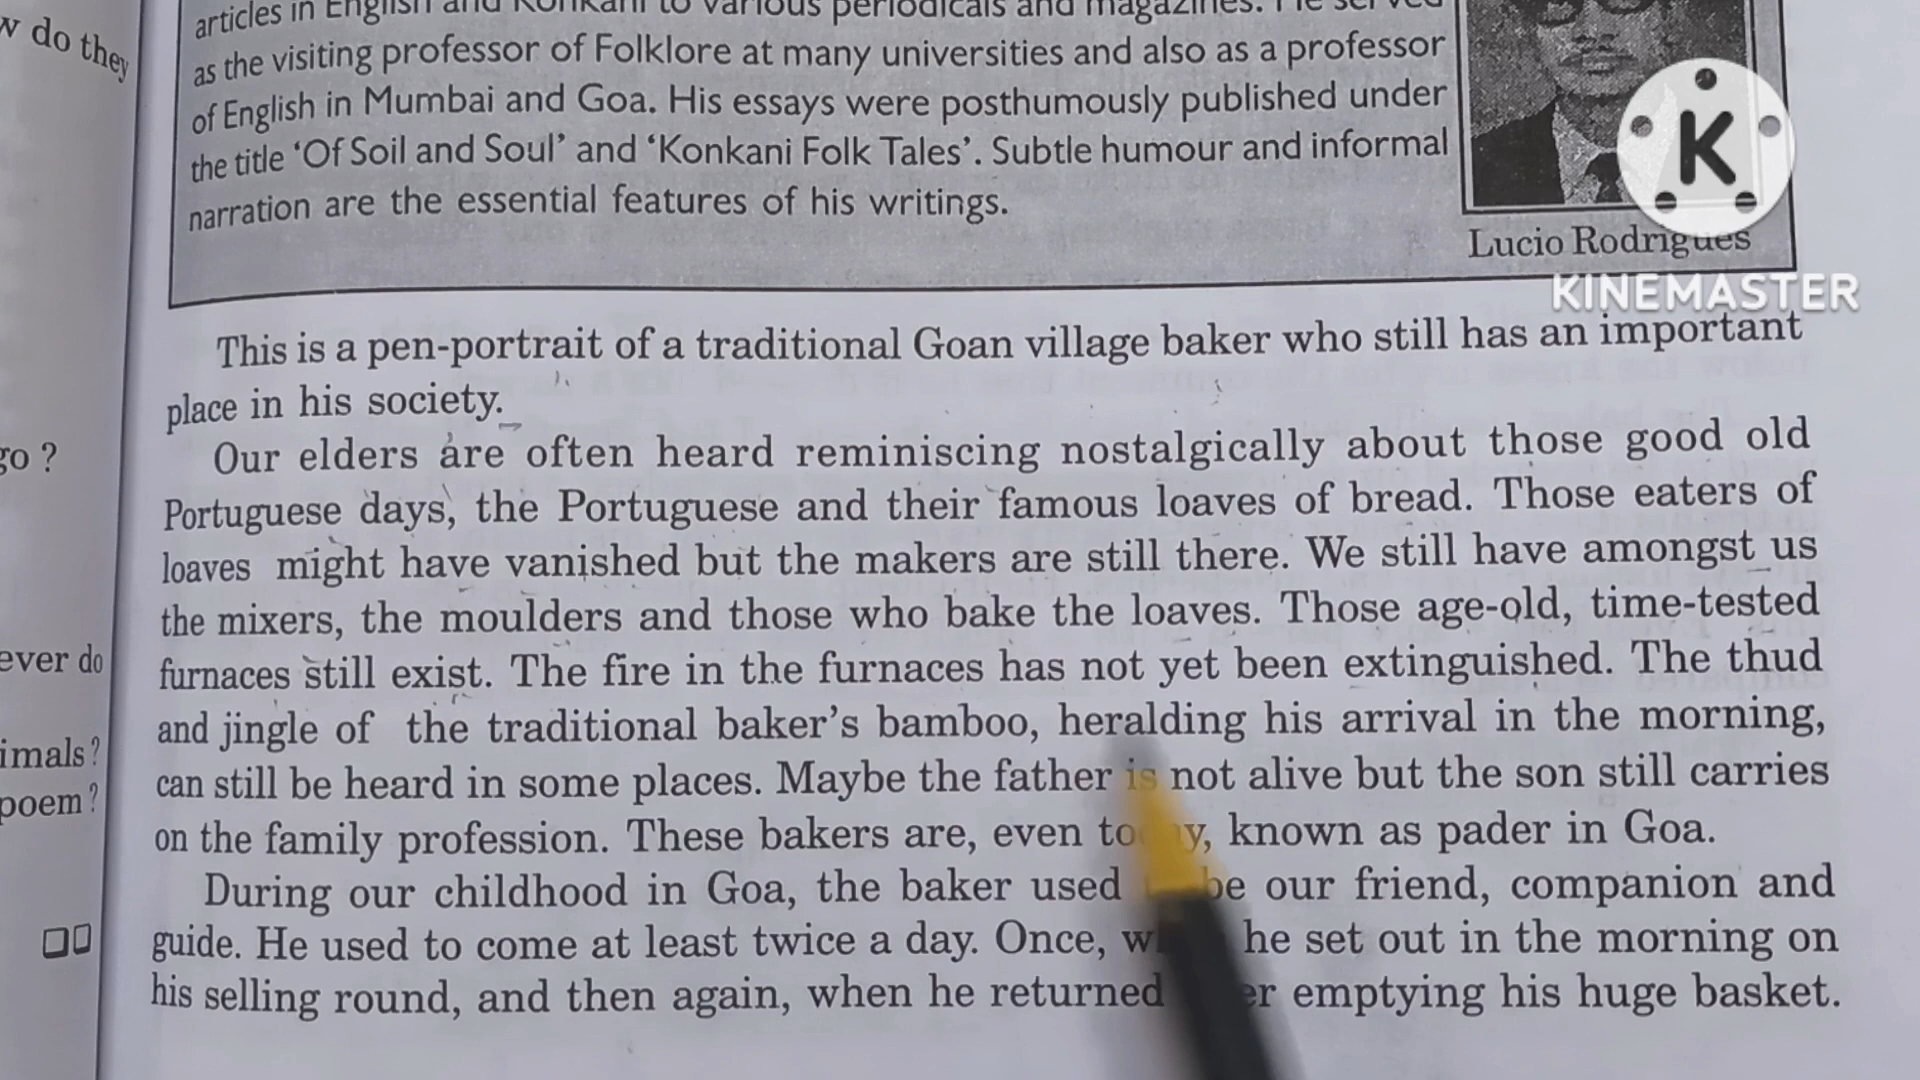 w do they
go ?
ever do
imals?
poem?
articles in English and Konkani to various periodicals and magazines. He served
as the visiting professor of Folklore at many universities and also as a professor
of English in Mumbai and Goa. His essays were posthumously published under
the title ‘Of Soil and Soul’ and ‘Konkani Folk Tales’. Subtle humour and informal
narration are the essential features of his writings.
Lucio Rodrigues
K
KINEMASTER
This is a pen-portrait of a traditional Goan village baker who still has an important
place in his society.
Our elders are often heard reminiscing nostalgically about those good old
Portuguese days, the Portuguese and their famous loaves of bread. Those eaters of
loaves might have vanished but the makers are still there. We still have amongst us
the mixers, the moulders and those who bake the loaves. Those age-old, time-tested
furnaces still exist. The fire in the furnaces has not yet been extinguished. The thud
and jingle of the traditional baker’s bamboo, heralding his arrival in the morning,
can still be heard in some places. Maybe the father is not alive but the son still carries
on the family profession. These bakers are, even today, known as pader in Goa.
During our childhood in Goa, the baker used be our friend, companion and
guide. He used to come at least twice a day. Once, he set out in the morning on
his selling round, and then again, when he returned emptying his huge basket.